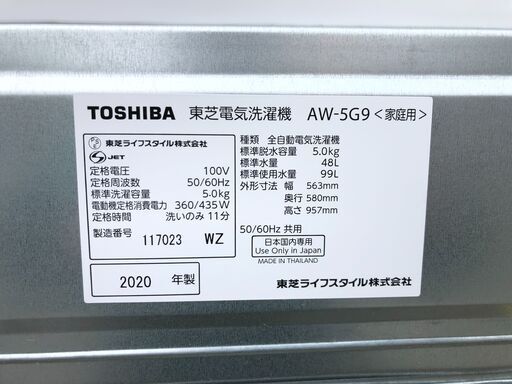 TOSHIBA 東芝電気洗濯機 AW-5G9<家庭用>
東芝ライフスタイル株式会社
S JET
定格電圧 100V
定格周波数 50/60Hz
標準洗濯容量 5.0kg
電動機定格消費電力 360/435W
定格時間 洗いのみ 11分
製造番号 117023 WZ
2020 年製
種類 全自動電気洗濯機
標準脱水容量 5.0kg
標準水量 48L
標準使用水量 99L
外形寸法 幅 563mm
奥行 580mm
高さ 957mm
50/60Hz 共用
日本国内専用
Use Only in Japan
MADE IN THAILAND
東芝ライフスタイル株式会社